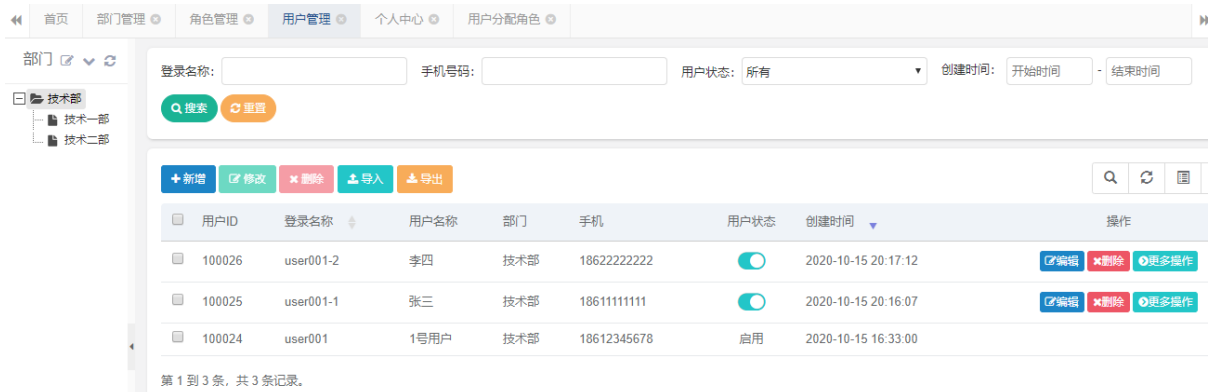 首页 部门管理 角色管理 用户管理 个人中心 用户分配角色
部门
技术部
技术一部
技术二部
登录名称： 手机号码： 用户状态： 所有 创建时间： 开始时间 - 结束时间
搜索 重置
新增 修改 删除 导入 导出
用户ID 登录名称 用户名称 部门 手机 用户状态 创建时间 操作
100026 user001-2 李四 技术部 18622222222 2020-10-15 20:17:12 编辑 删除 更多操作
100025 user001-1 张三 技术部 18611111111 2020-10-15 20:16:07 编辑 删除 更多操作
100024 user001 1号用户 技术部 18612345678 启用 2020-10-15 16:33:00
第 1 到 3 条，共 3 条记录。